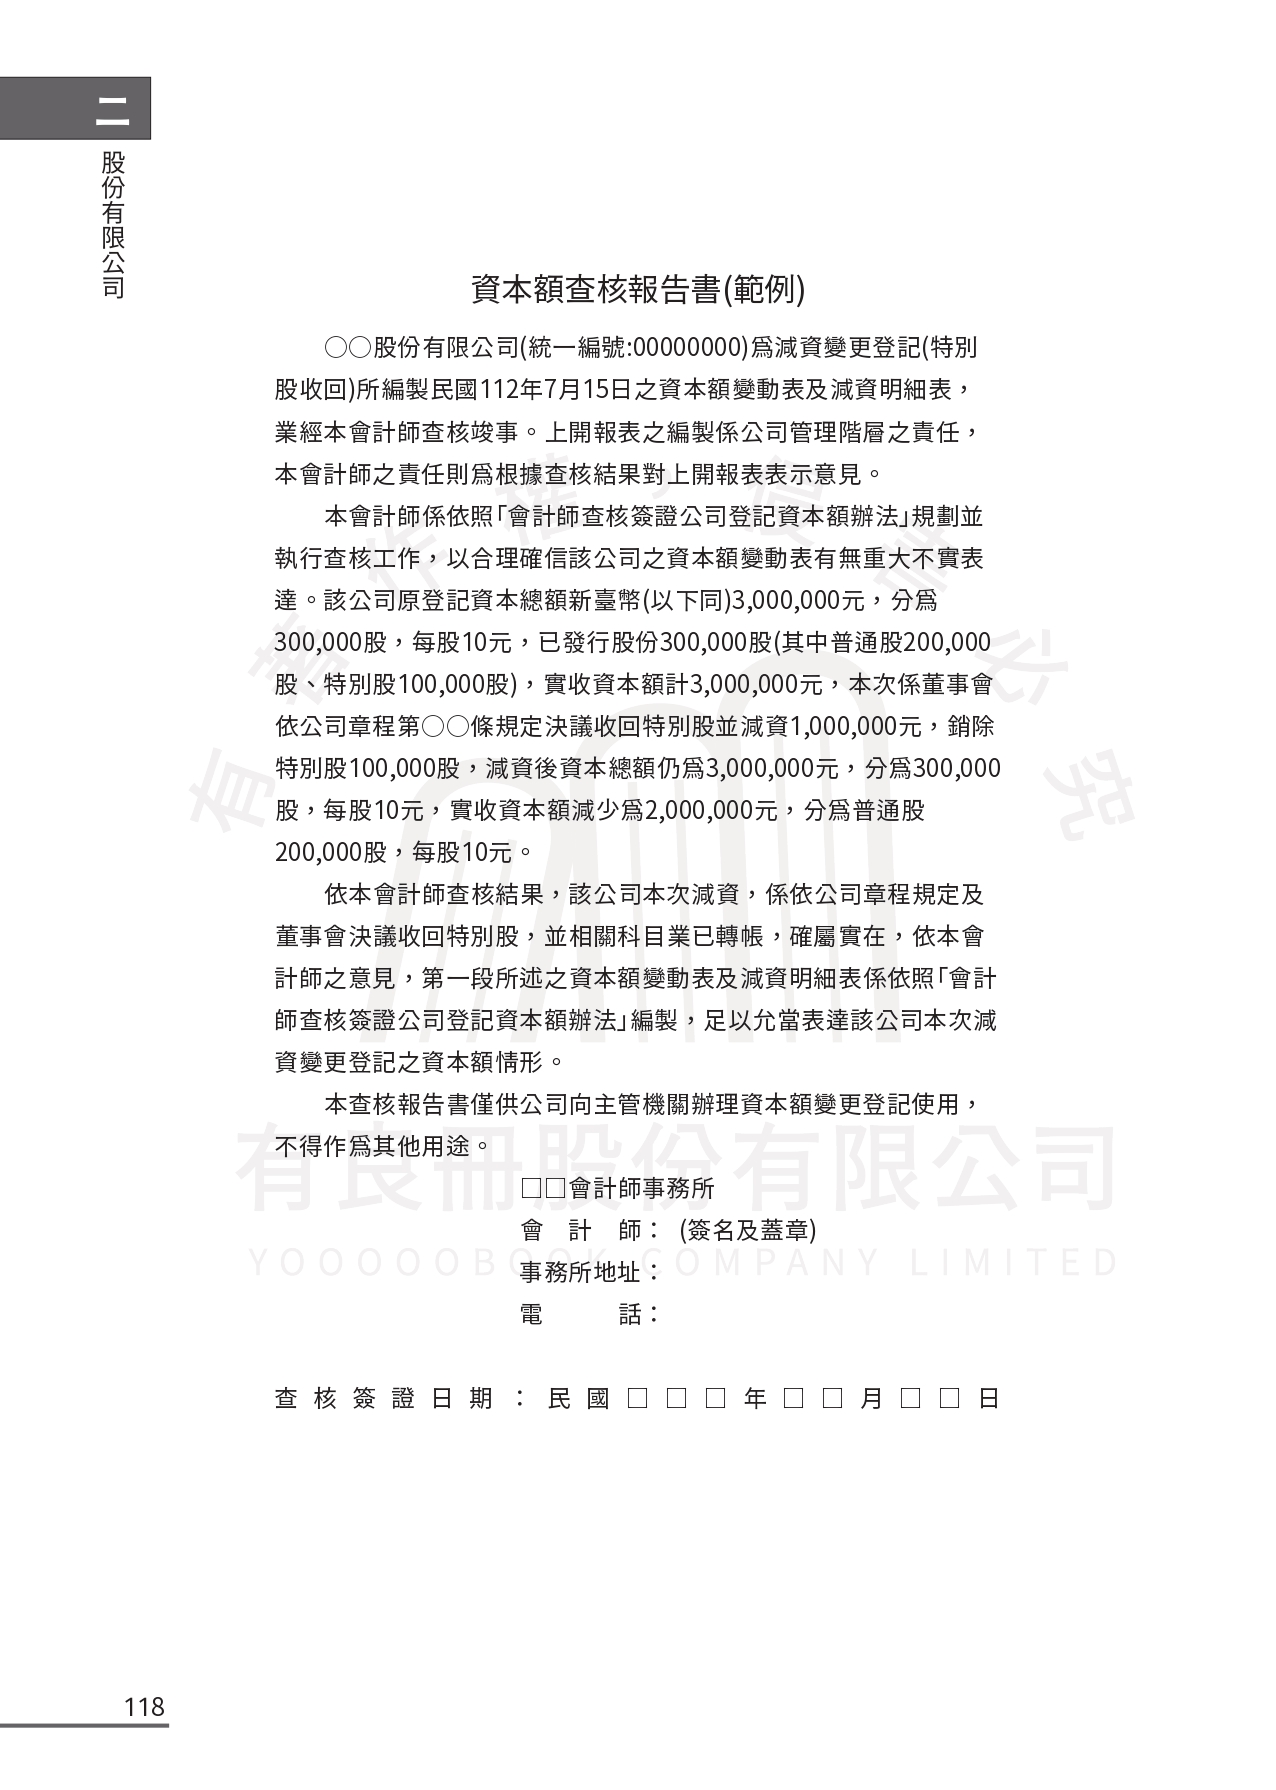 二
股份有限公司
資本額查核報告書(範例)
○○股份有限公司(統一編號:00000000)為減資變更登記(特別
股收回)所編製民國112年7月15日之資本額變動表及減資明細表，
業經本會計師查核竣事。上開報表之編製係公司管理階層之責任，
本會計師之責任則為根據查核結果對上開報表表示意見。
本會計師係依照「會計師查核簽證公司登記資本額辦法」規劃並
執行查核工作，以合理確信該公司之資本額變動表有無重大不實表
達。該公司原登記資本總額新臺幣(以下同)3,000,000元，分為
300,000股，每股10元，已發行股份300,000股(其中普通股200,000
股、特別股100,000股)，實收資本額計3,000,000元，本次係董事會
依公司章程第○○條規定決議收回特別股並減資1,000,000元，銷除
特別股100,000股，減資後資本總額仍為3,000,000元，分為300,000
股，每股10元，實收資本額減少為2,000,000元，分為普通股
200,000股，每股10元。
依本會計師查核結果，該公司本次減資，係依公司章程規定及
董事會決議收回特別股，並相關科目業已轉帳，確屬實在，依本會
計師之意見，第一段所述之資本額變動表及減資明細表係依照「會計
師查核簽證公司登記資本額辦法」編製，足以允當表達該公司本次減
資變更登記之資本額情形。
本查核報告書僅供公司向主管機關辦理資本額變更登記使用，
不得作為其他用途。
□□會計師事務所
會　計　師： (簽名及蓋章)
事務所地址：
電　　　話：
查核簽證日期：民國□□□年□□月□□日
118
有著作權，侵害必究
有良冊股份有限公司
YOOOOOBOOK COMPANY LIMITED